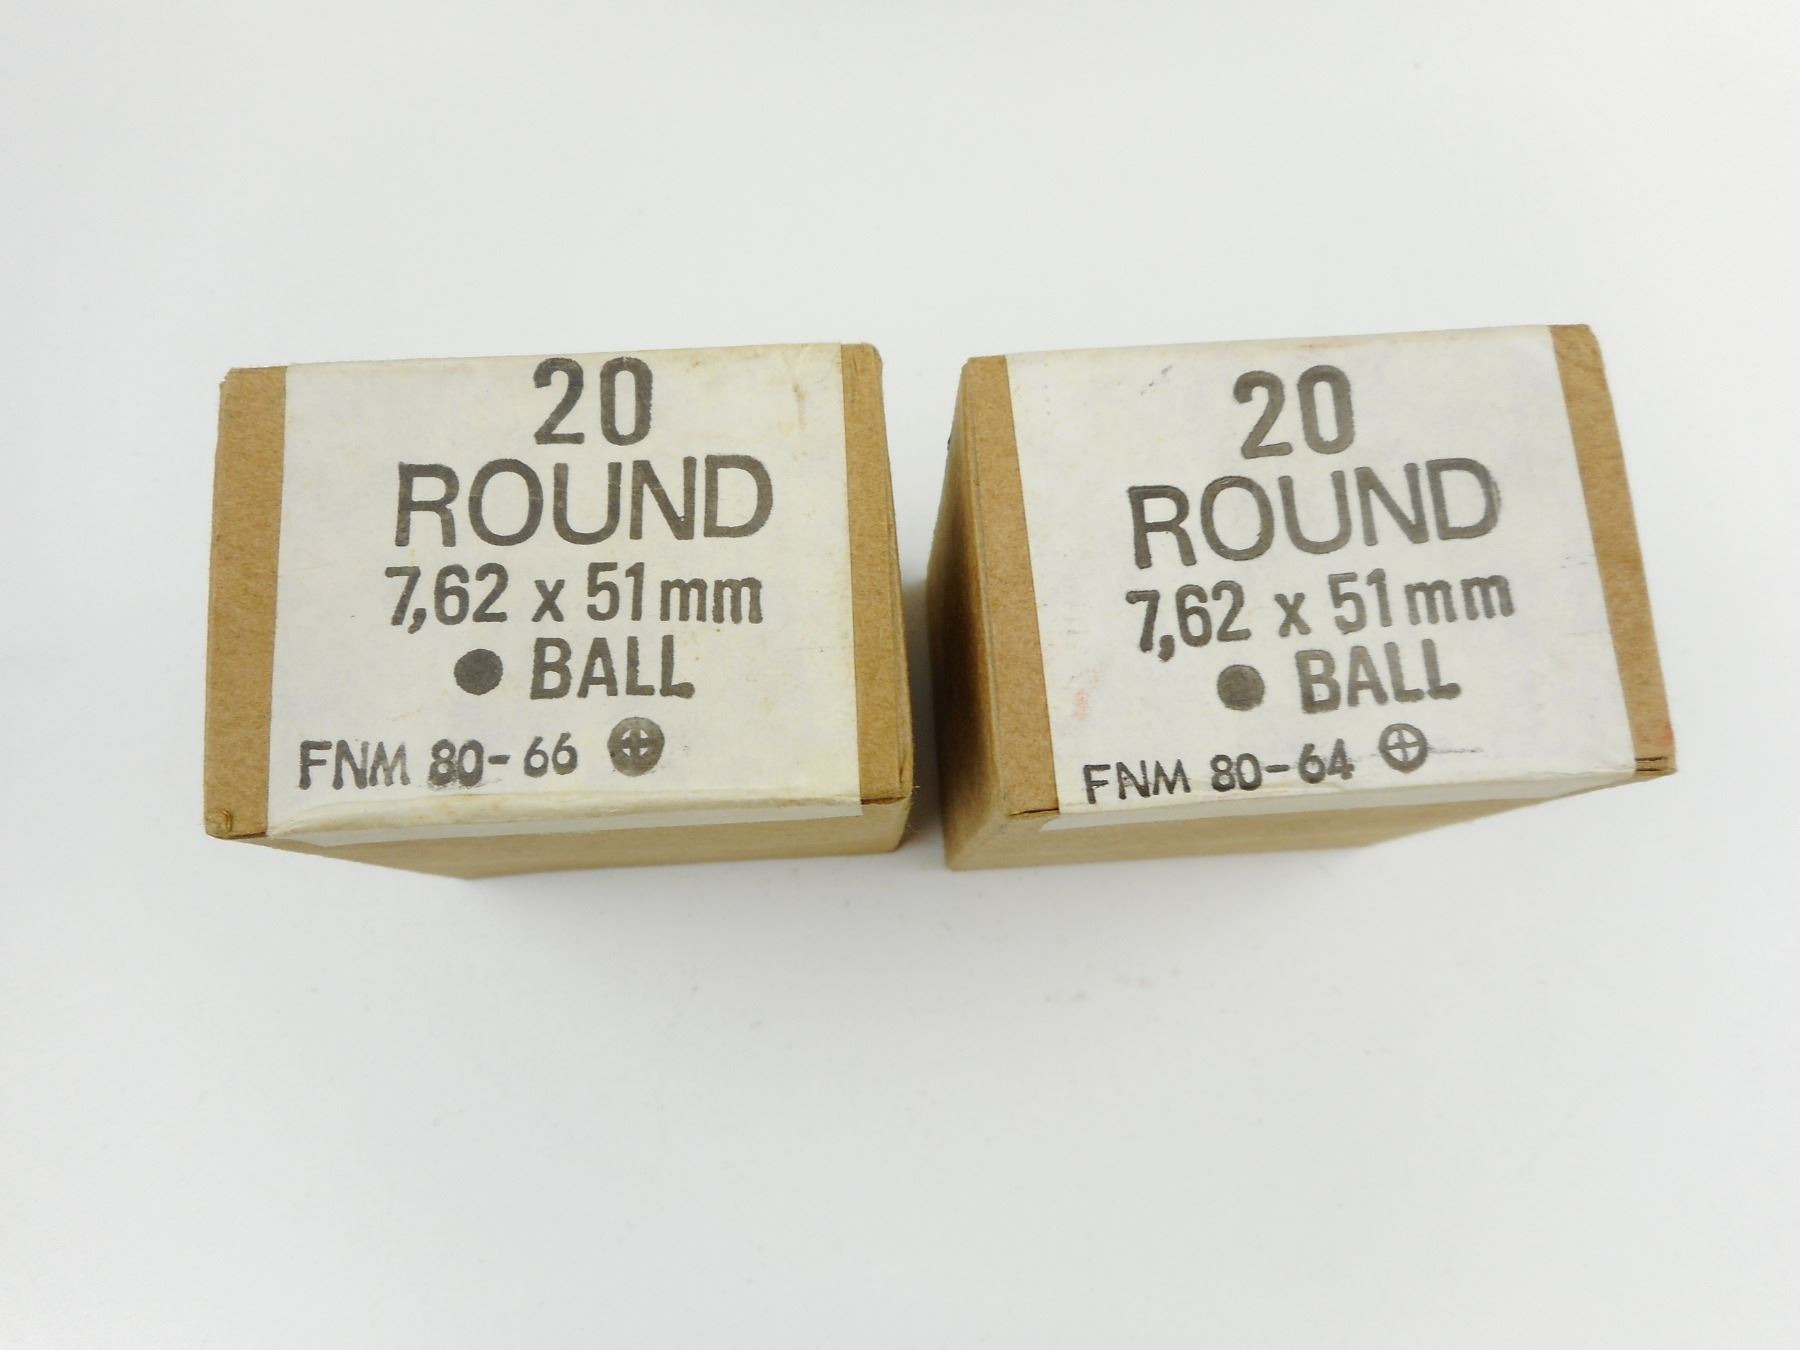 20
ROUND
7,62 x 51mm
● BALL
FNM 80-66 ⊕
20
ROUND
7,62 x 51mm
● BALL
FNM 80-64 ⊕